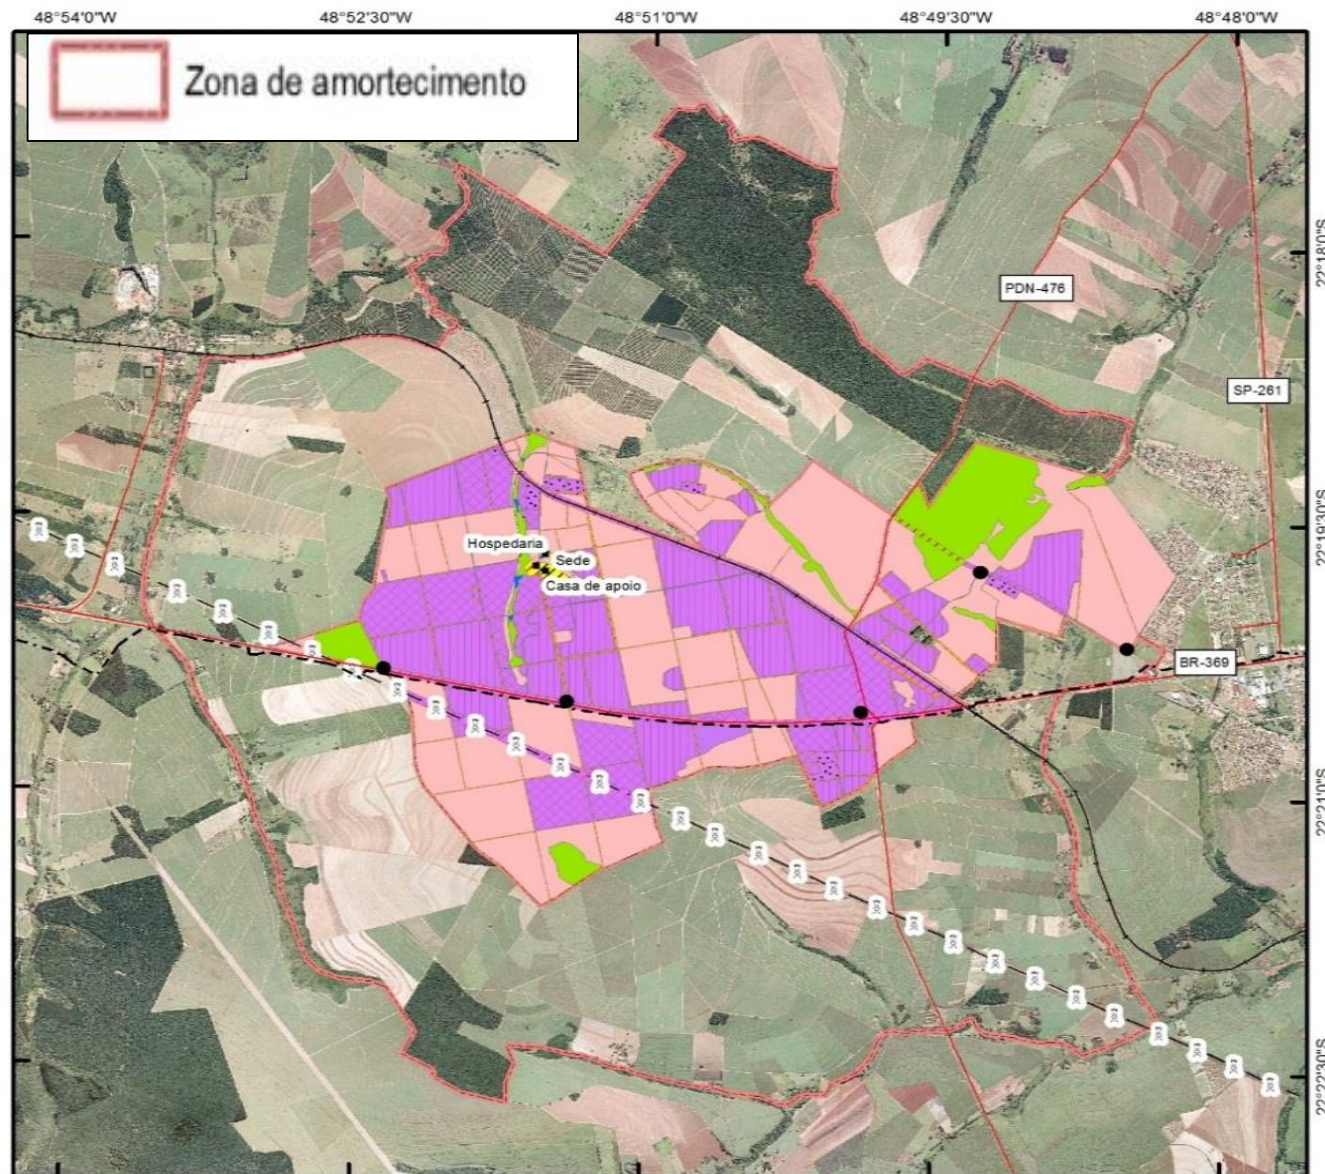 48°54'0"W
48°52'30"W
48°51'0"W
48°49'30"W
48°48'0"W
Zona de amortecimento
22°18'0"S
PDN-476
SP-261
22°19'30"S
Hospedaria
Sede
Casa de apoio
BR-369
22°21'0"S
22°22'30"S